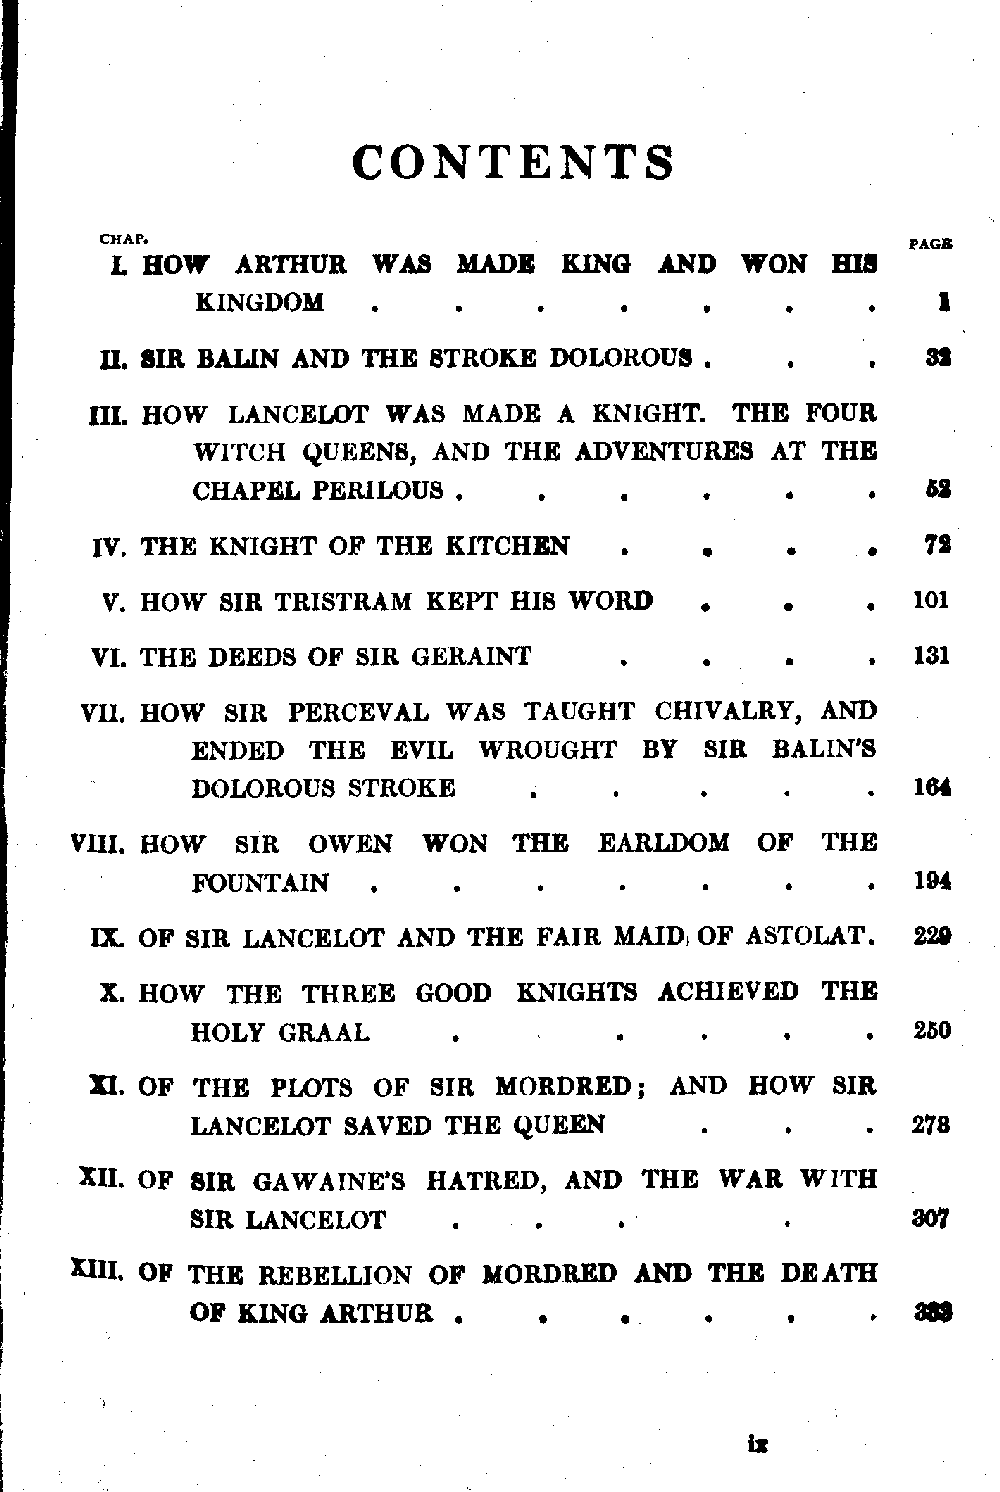 CONTENTS
CHAP. PAGE
I. HOW ARTHUR WAS MADE KING AND WON HIS
KINGDOM . . . . . . . 1
II. SIR BALIN AND THE STROKE DOLOROUS . . . 32
III. HOW LANCELOT WAS MADE A KNIGHT. THE FOUR
WITCH QUEENS, AND THE ADVENTURES AT THE
CHAPEL PERILOUS . . . . . . 52
IV. THE KNIGHT OF THE KITCHEN . . . . 72
V. HOW SIR TRISTRAM KEPT HIS WORD . . . 101
VI. THE DEEDS OF SIR GERAINT . . . . 131
VII. HOW SIR PERCEVAL WAS TAUGHT CHIVALRY, AND
ENDED THE EVIL WROUGHT BY SIR BALIN'S
DOLOROUS STROKE . . . . . 164
VIII. HOW SIR OWEN WON THE EARLDOM OF THE
FOUNTAIN . . . . . . . 194
IX. OF SIR LANCELOT AND THE FAIR MAID OF ASTOLAT. 229
X. HOW THE THREE GOOD KNIGHTS ACHIEVED THE
HOLY GRAAL . . . . . 250
XI. OF THE PLOTS OF SIR MORDRED; AND HOW SIR
LANCELOT SAVED THE QUEEN . . . 278
XII. OF SIR GAWAINE'S HATRED, AND THE WAR WITH
SIR LANCELOT . . . . 307
XIII. OF THE REBELLION OF MORDRED AND THE DEATH
OF KING ARTHUR . . . . . .
ix